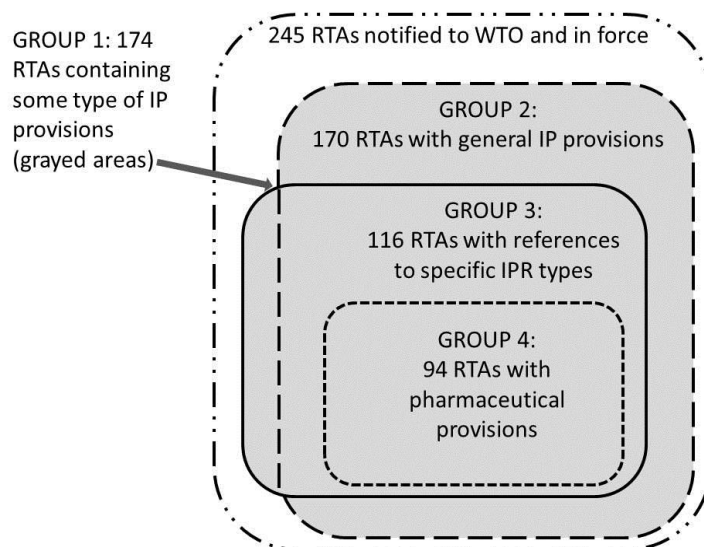 GROUP 1: 174
RTAs containing
some type of IP
provisions
(grayed areas)
245 RTAs notified to WTO and in force
GROUP 2:
170 RTAs with general IP provisions
GROUP 3:
116 RTAs with references
to specific IPR types
GROUP 4:
94 RTAs with
pharmaceutical
provisions